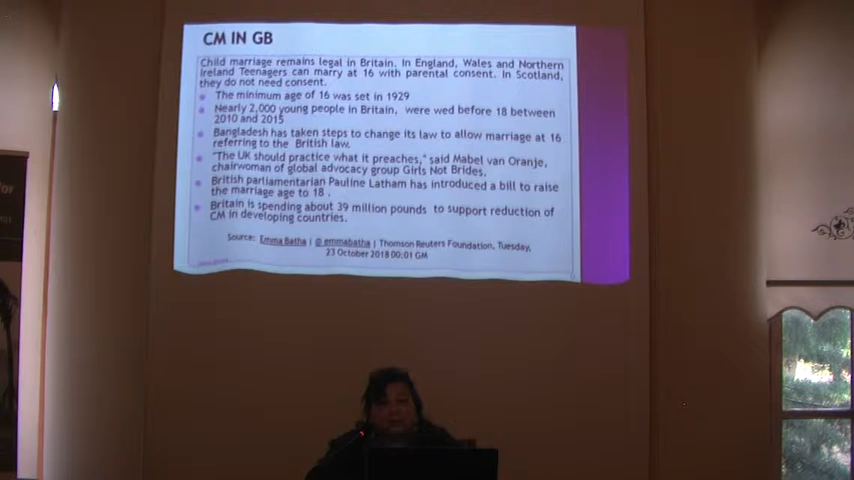 CM IN GB
Child marriage remains legal in Britain. In England, Wales and Northern
Ireland Teenagers can marry at 16 with parental consent. In Scotland,
they do not need consent.
The minimum age of 16 was set in 1929
Nearly 2,000 young people in Britain, were wed before 18 between
2010 and 2015
Bangladesh has taken steps to change its law to allow marriage at 16
referring to the British law.
"The UK should practice what it preaches," said Mabel van Oranje,
chairwoman of global advocacy group Girls Not Brides.
British parliamentarian Pauline Latham has introduced a bill to raise
the marriage age to 18 .
Britain is spending about 39 million pounds to support reduction of
CM in developing countries.
Source: Emma Batha | @ emmabatha | Thomson Reuters Foundation, Tuesday,
23 October 2018 00:01 GM